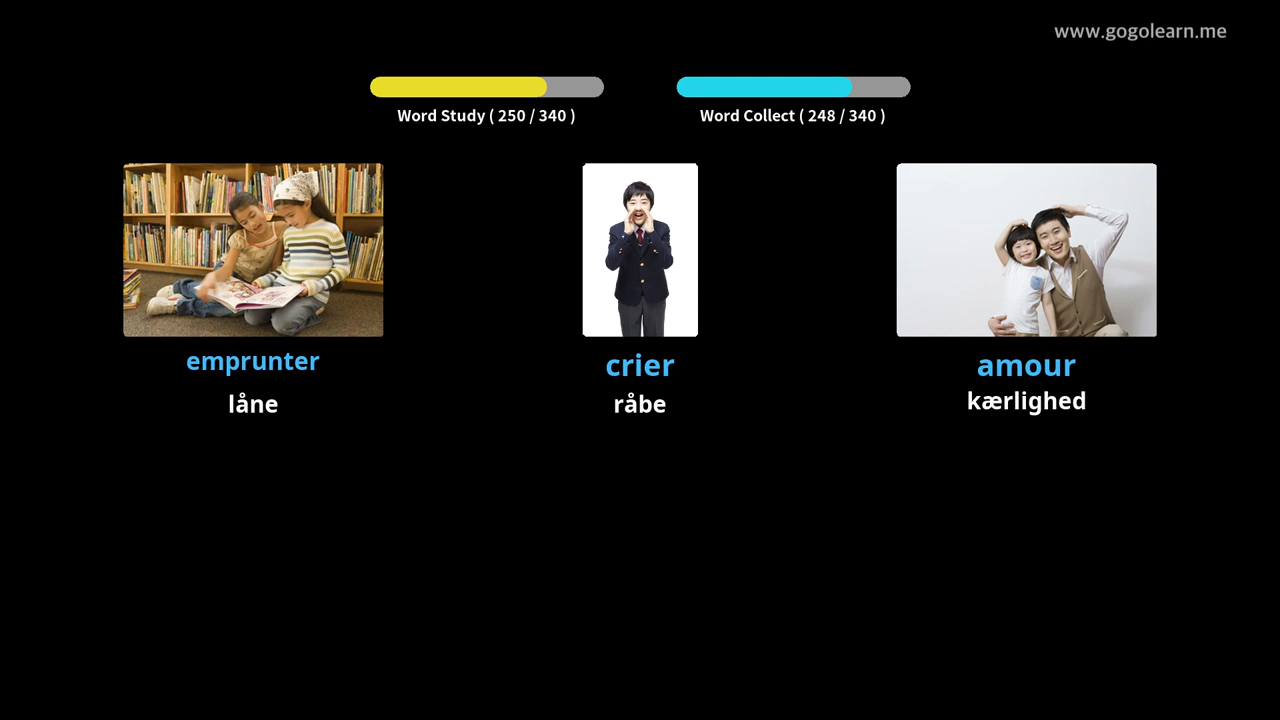 www.gogolearn.me
Word Study ( 250 / 340 )
Word Collect ( 248 / 340 )
emprunter
låne
crier
råbe
amour
kærlighed